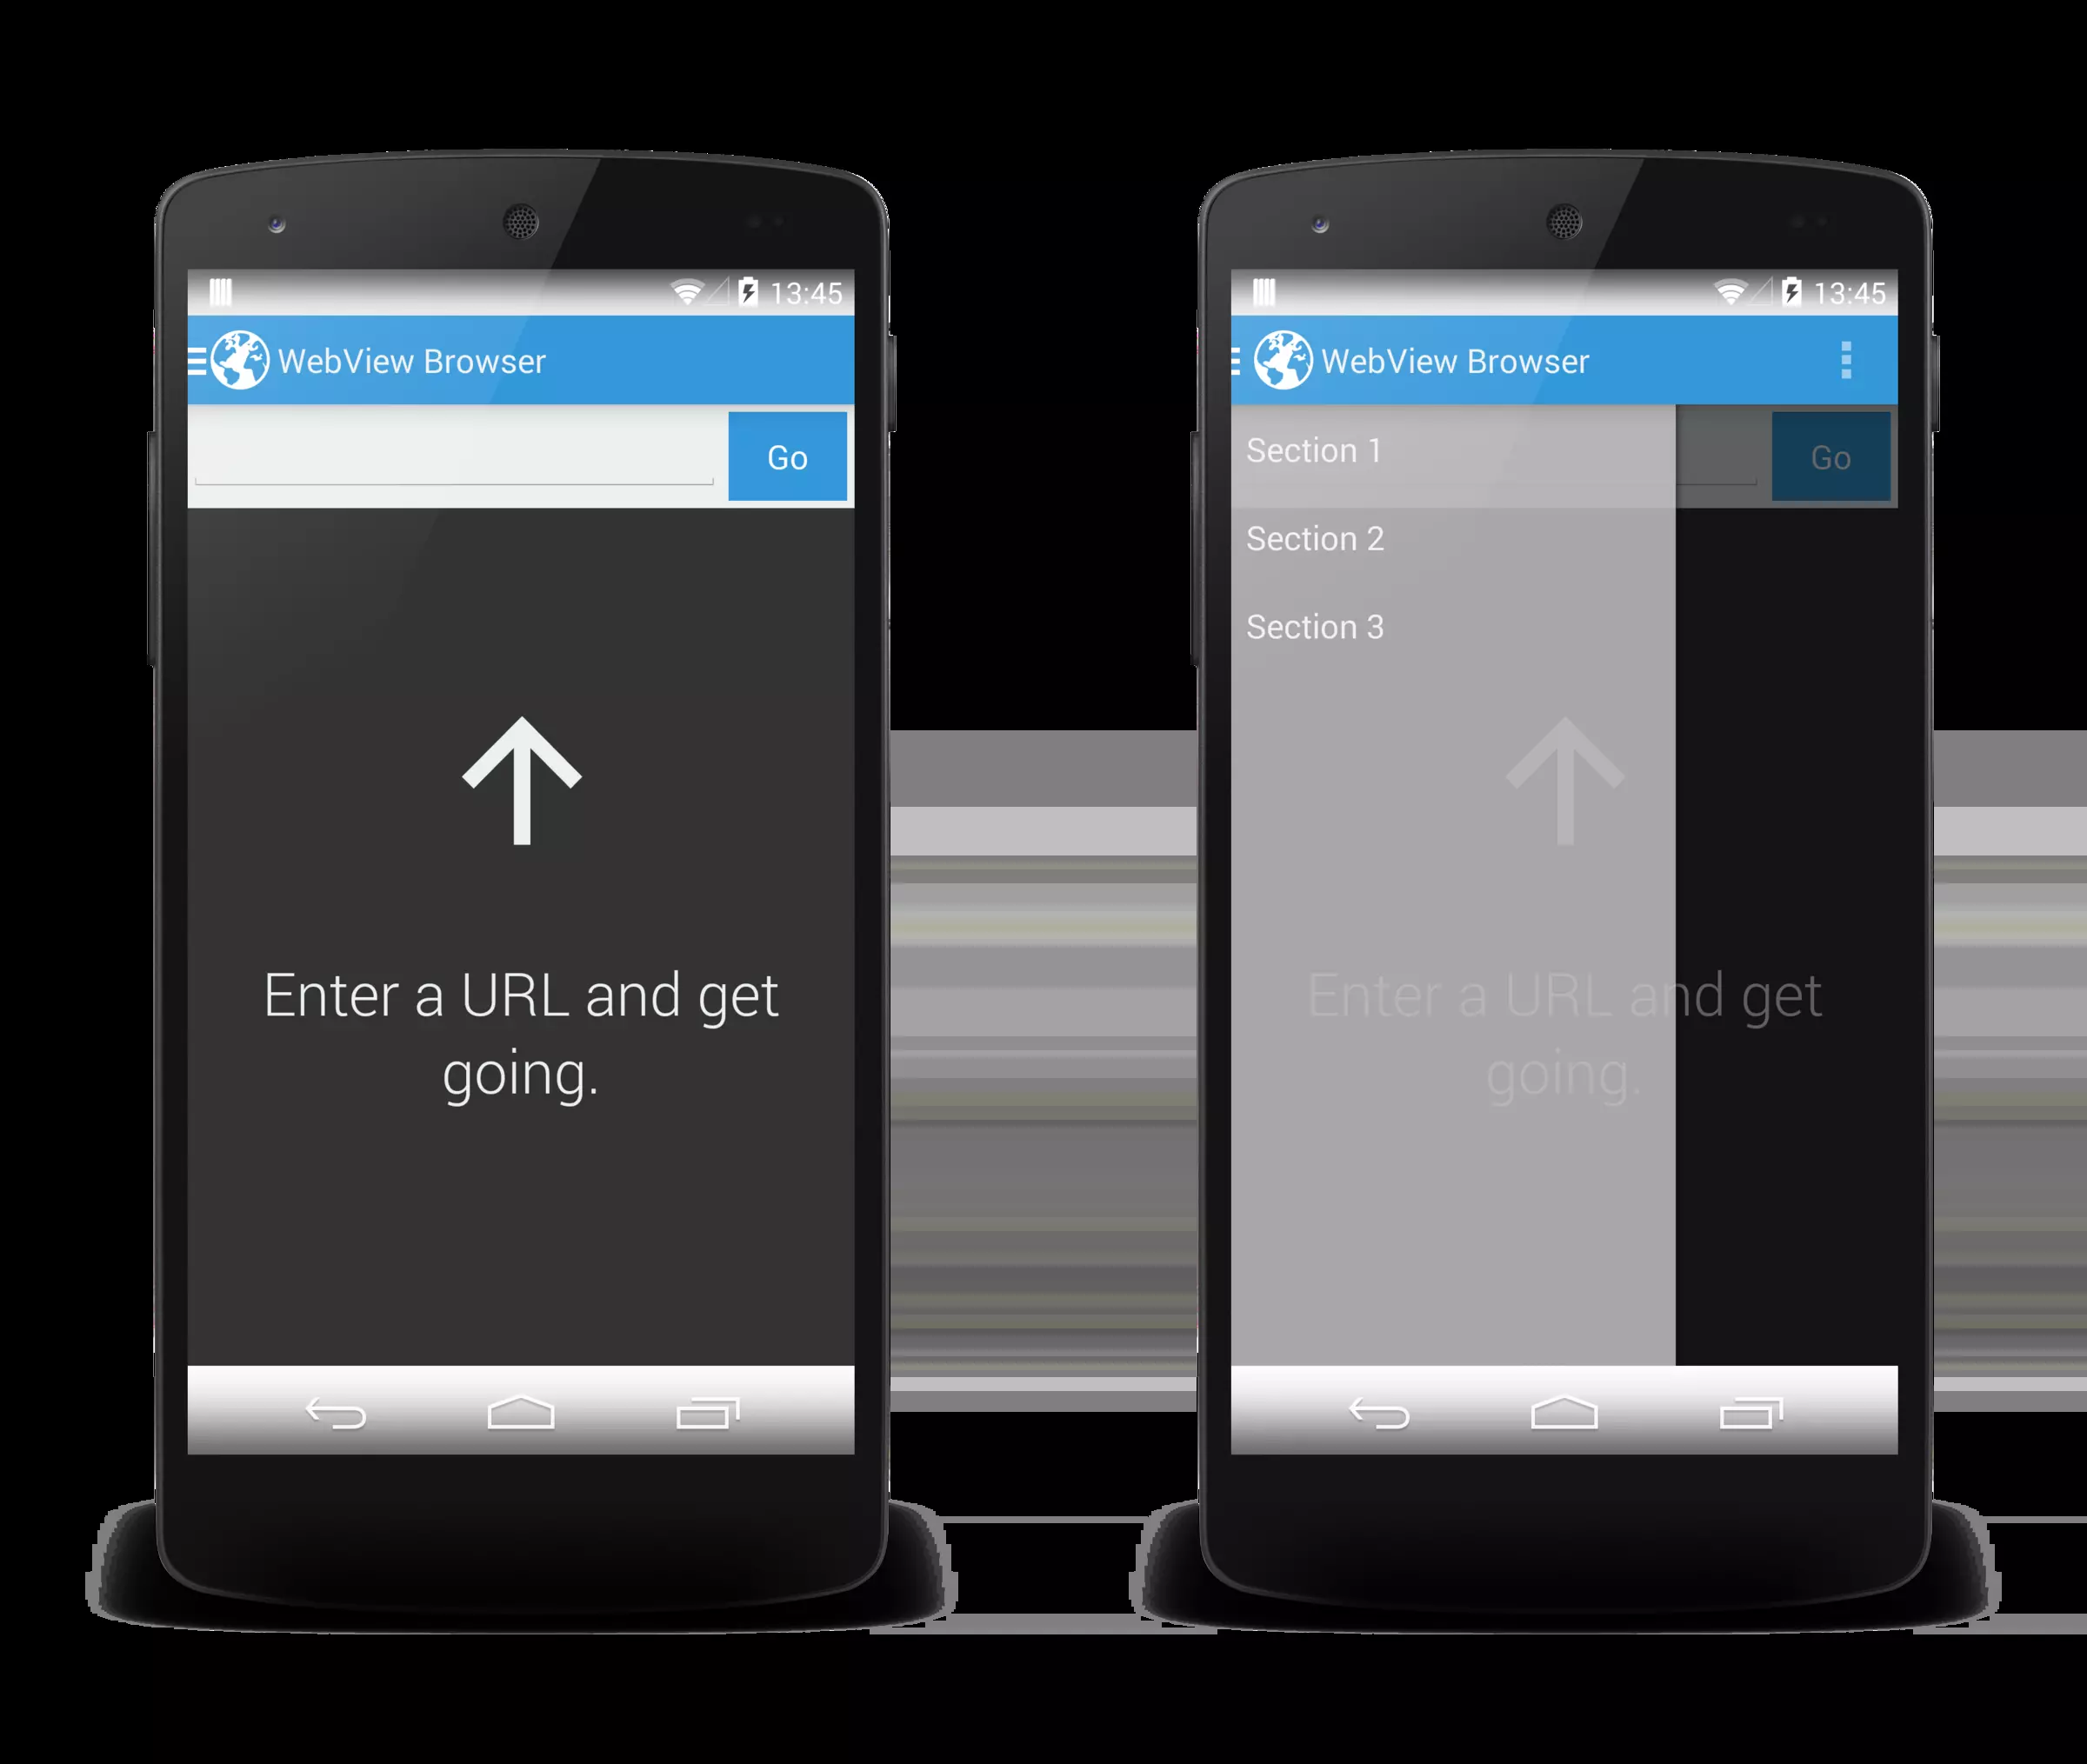 13:45
WebView Browser
Go
Enter a URL and get
going.
13:45
WebView Browser
Section 1
Go
Section 2
Section 3
Enter a URL and get
going.